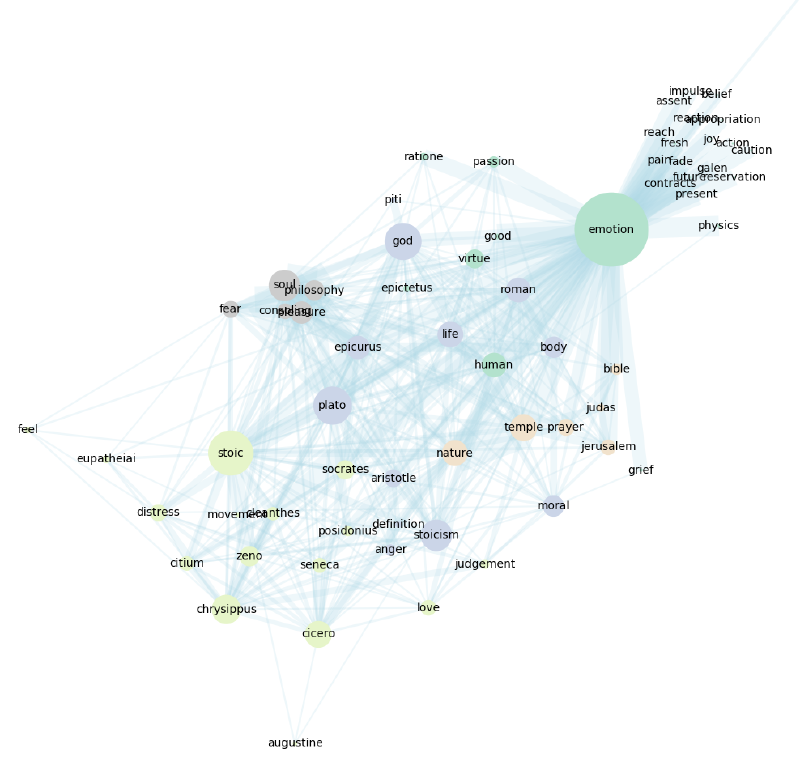 impulse
belief
assent
reaction
appropriation
reach
joy
action
fresh
caution
pain
fade
galen
future
reservation
contracts
present
ratione
passion
piti
physics
emotion
god
good
virtue
soul
philosophy
epictetus
roman
fear
consoling
pleasure
life
epicurus
body
human
bible
plato
judas
feel
temple
prayer
stoic
nature
jerusalem
eupatheiai
socrates
grief
aristotle
distress
movement
cleanthes
moral
definition
posidonius
stoicism
anger
zeno
citium
seneca
judgement
chrysippus
love
cicero
augustine